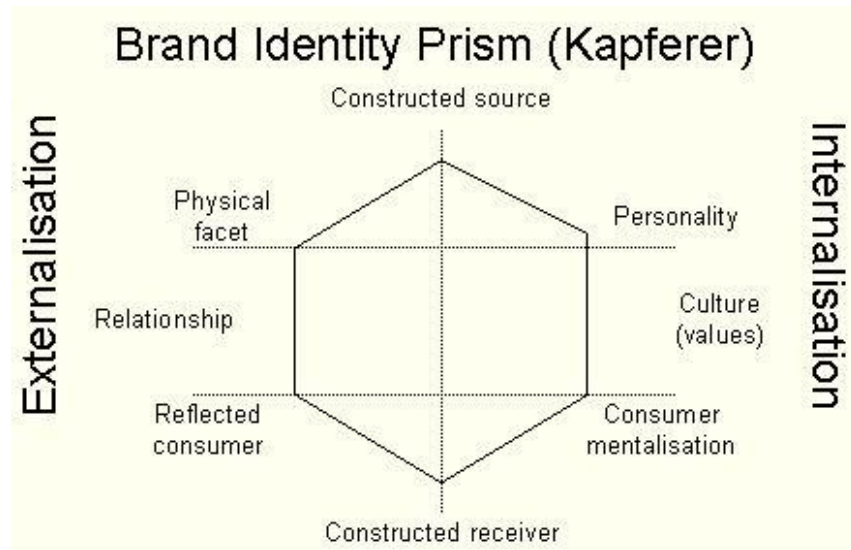 Brand Identity Prism (Kapferer)
Constructed source
Externalisation
Internalisation
Physical
facet
Personality
Relationship
Culture
(values)
Reflected
consumer
Consumer
mentalisation
Constructed receiver